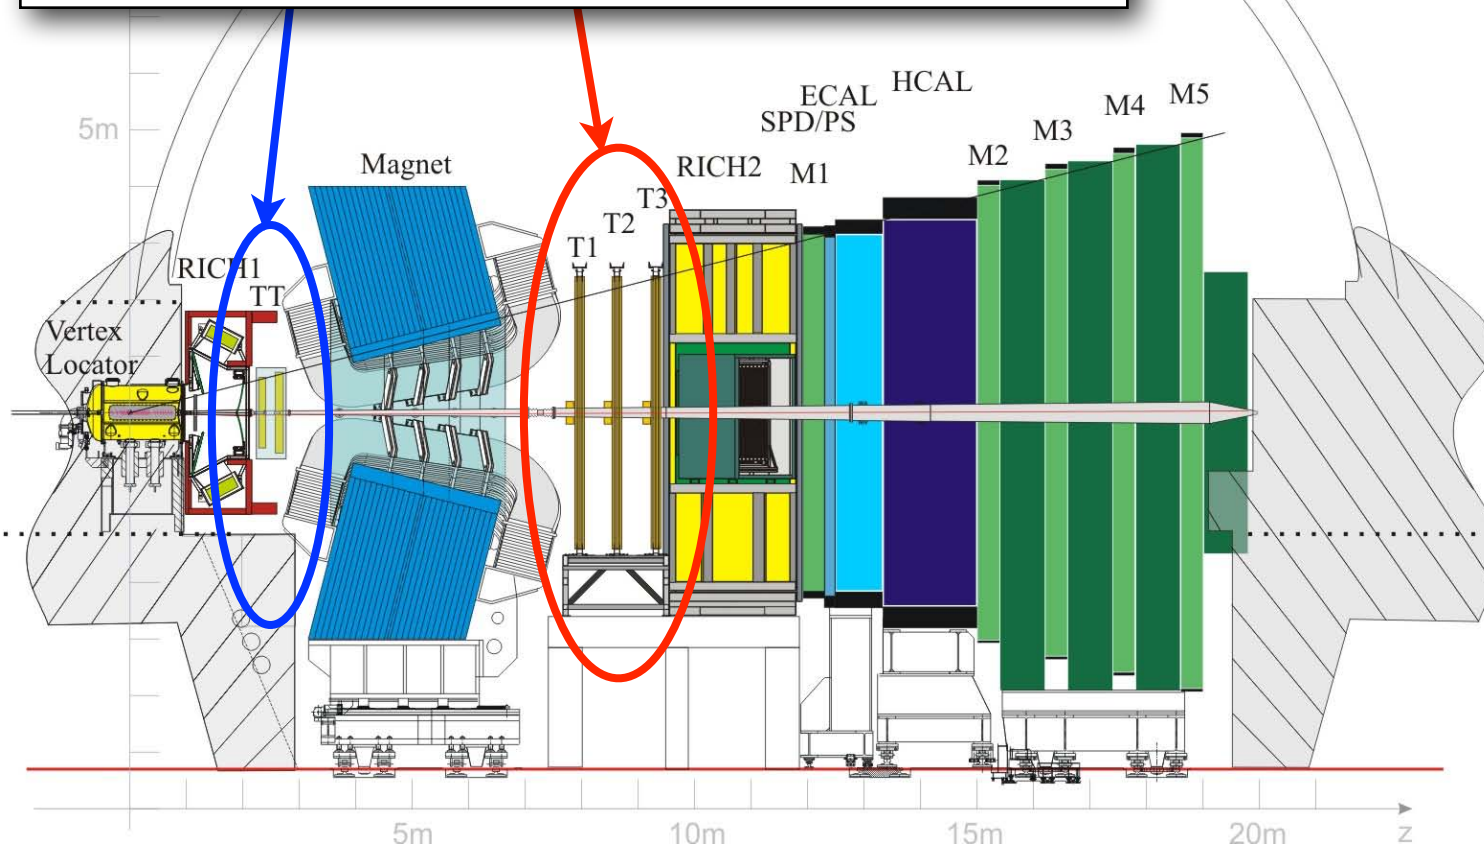 HCAL
ECAL
SPD/PS
M5
M4
M3
M2
M1
RICH2
5m
Magnet
T3
T2
T1
RICH1
TT
Vertex
Locator
5m
10m
15m
20m
z